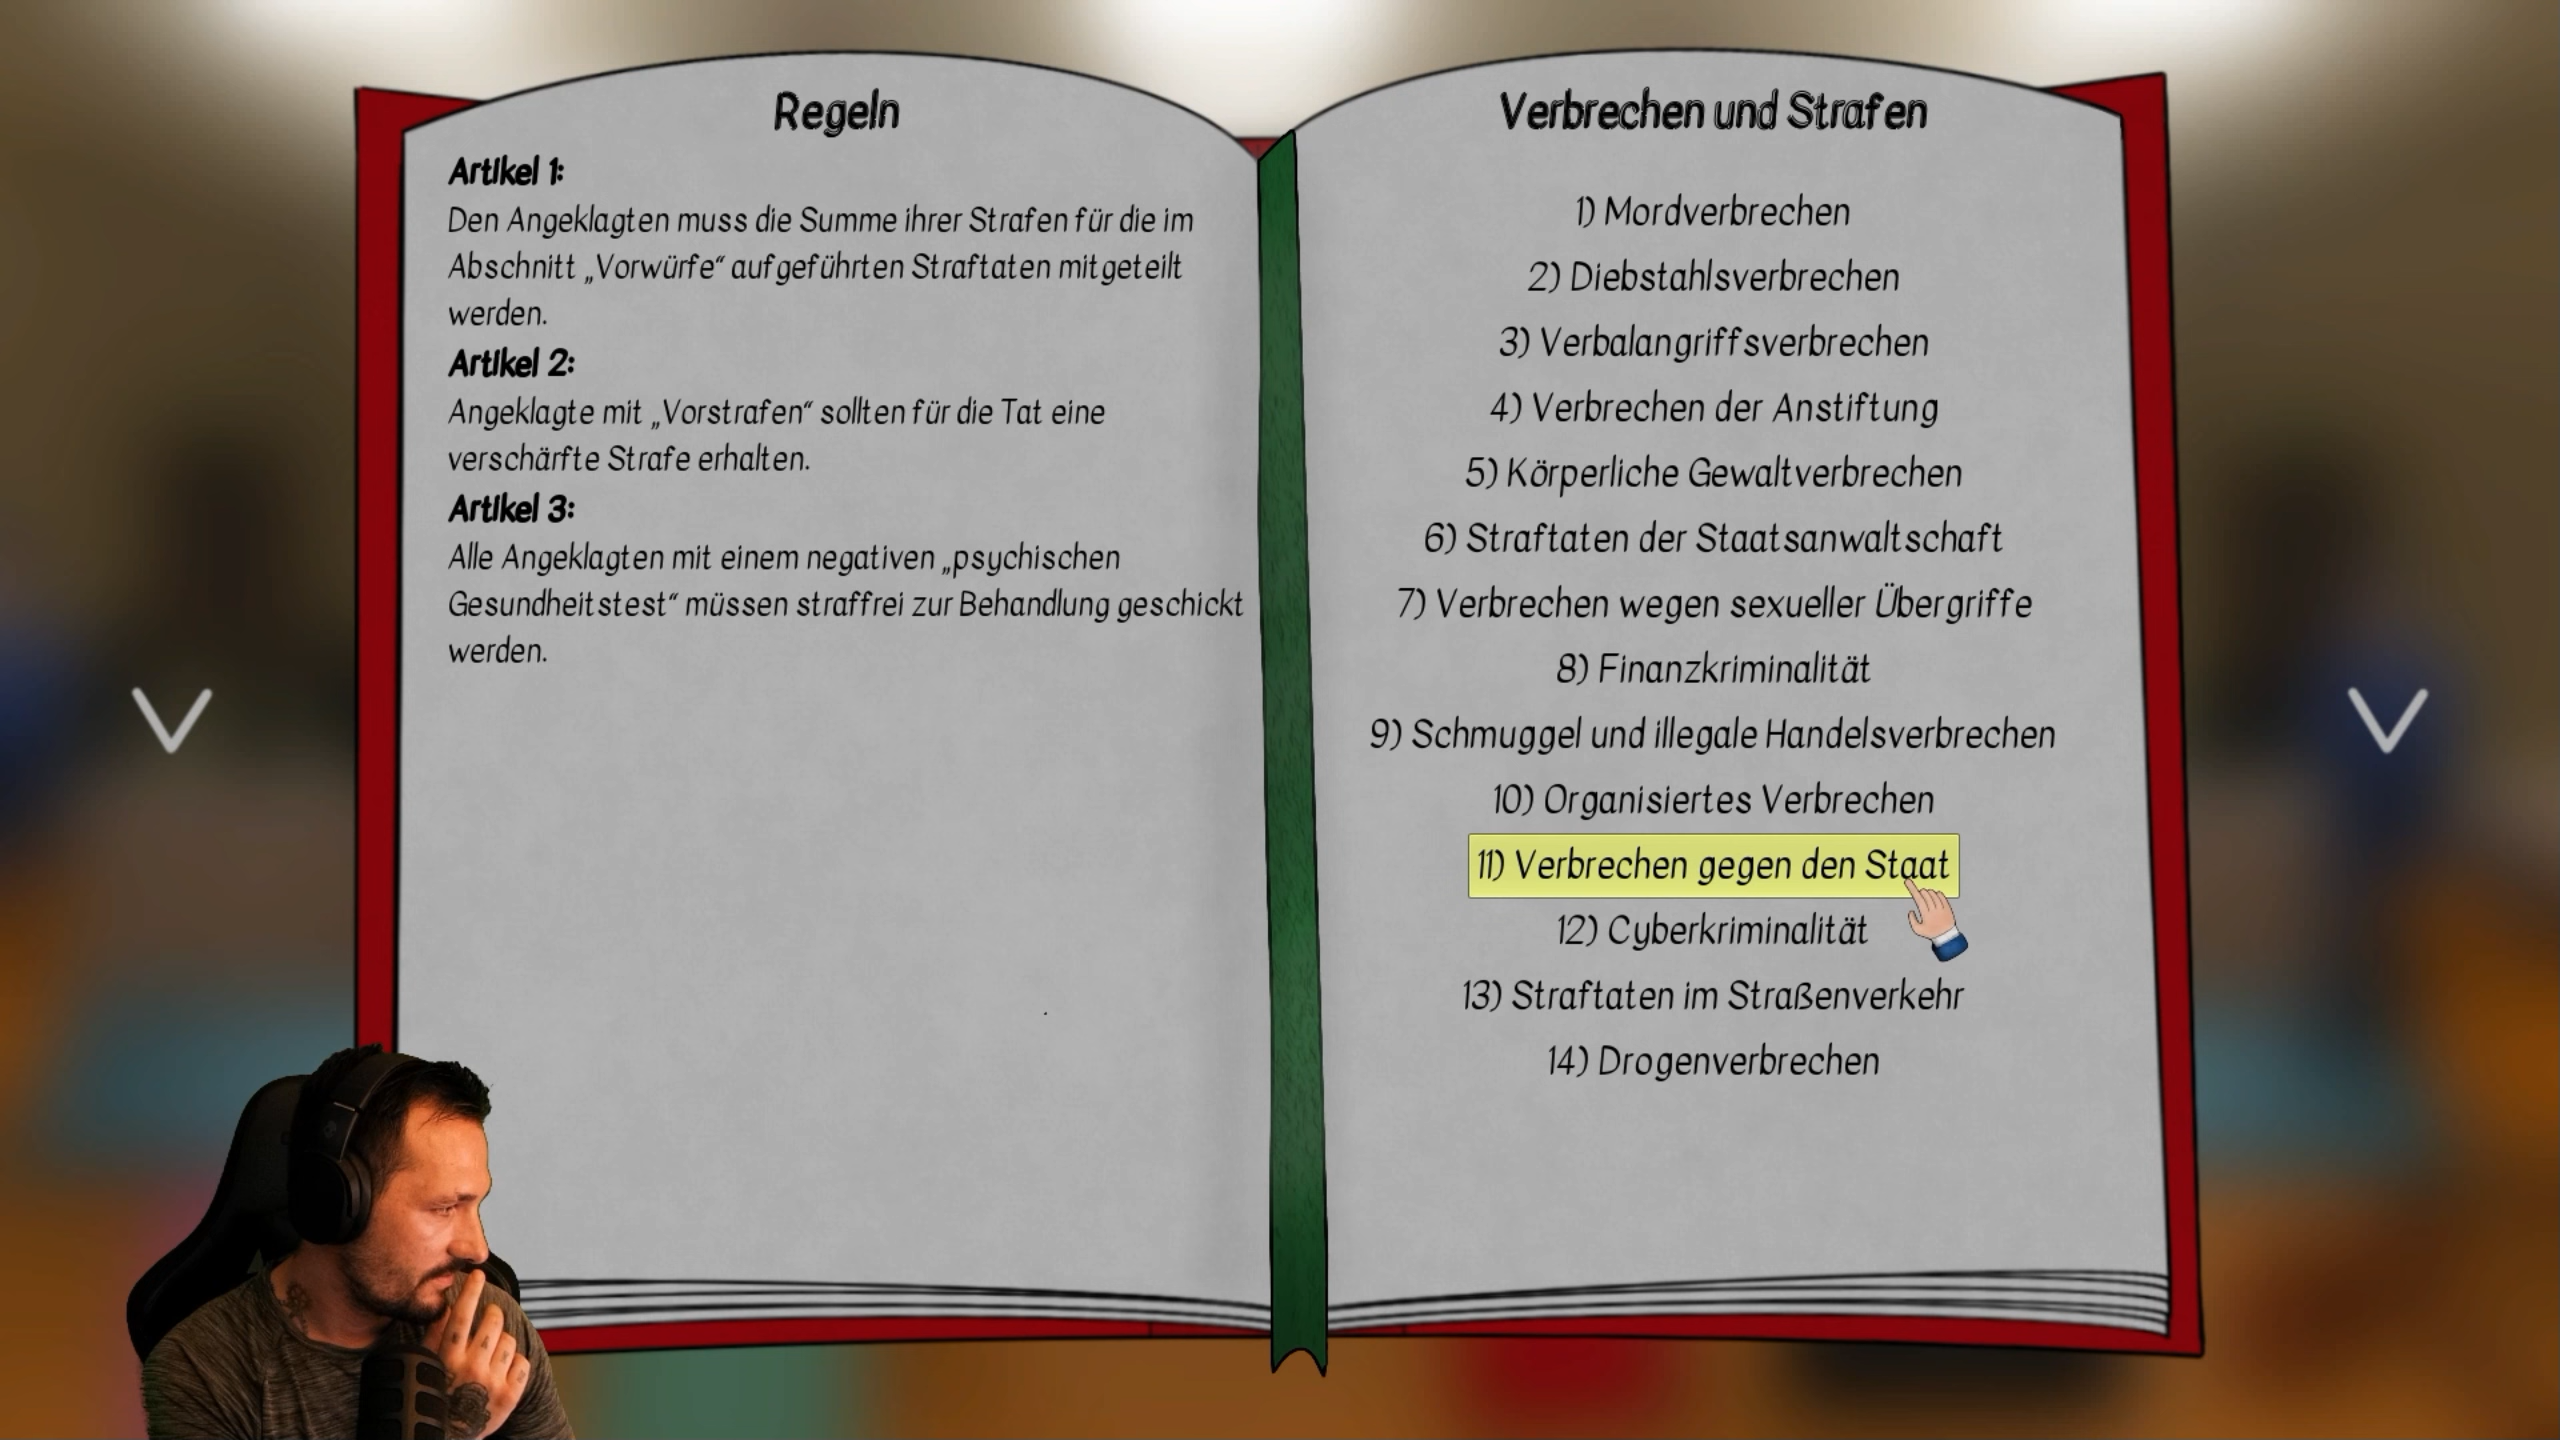 Regeln
Artikel 1:
Den Angeklagten muss die Summe ihrer Strafen für die im
Abschnitt „Vorwürfe“ aufgeführten Straftaten mitgeteilt
werden.
Artikel 2:
Angeklagte mit „Vorstrafen“ sollten für die Tat eine
verschärfte Strafe erhalten.
Artikel 3:
Alle Angeklagten mit einem negativen „psychischen
Gesundheitstest“ müssen straffrei zur Behandlung geschickt
werden.
Verbrechen und Strafen
1) Mordverbrechen
2) Diebstahlsverbrechen
3) Verbalangriffsverbrechen
4) Verbrechen der Anstiftung
5) Körperliche Gewaltverbrechen
6) Straftaten der Staatsanwaltschaft
7) Verbrechen wegen sexueller Übergriffe
8) Finanzkriminalität
9) Schmuggel und illegale Handelsverbrechen
10) Organisiertes Verbrechen
11) Verbrechen gegen den Staat
12) Cyberkriminalität
13) Straftaten im Straßenverkehr
14) Drogenverbrechen